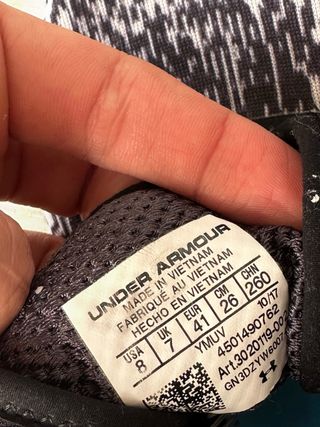 UNDER ARMOUR
MADE IN VIETNAM
FABRIQUÉ AU VIETNAM
HECHO EN VIETNAM
USA UK EUR CM CHN
8 7 41 26 260
YMUV 10/17
4501490762
Art.3020119-00
GN3DZYW6007